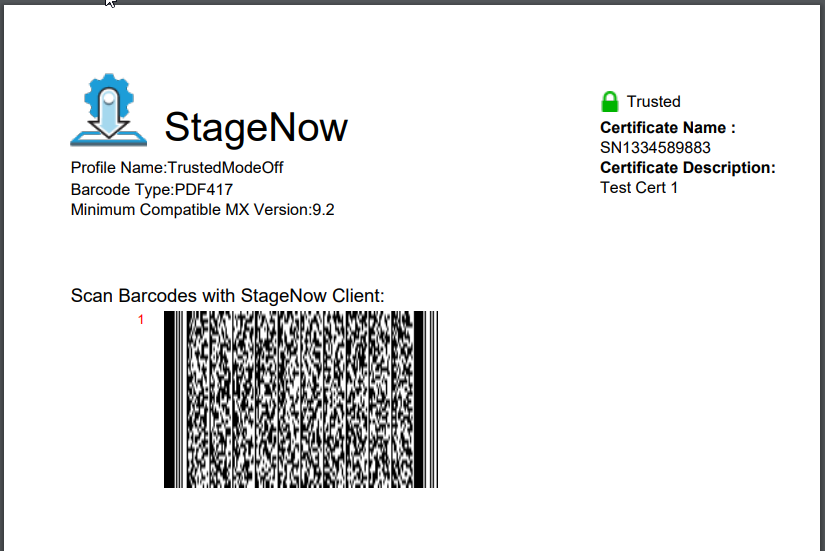 StageNow
Profile Name:TrustedModeOff
Barcode Type:PDF417
Minimum Compatible MX Version:9.2
Trusted
Certificate Name :
SN1334589883
Certificate Description:
Test Cert 1
Scan Barcodes with StageNow Client:
1